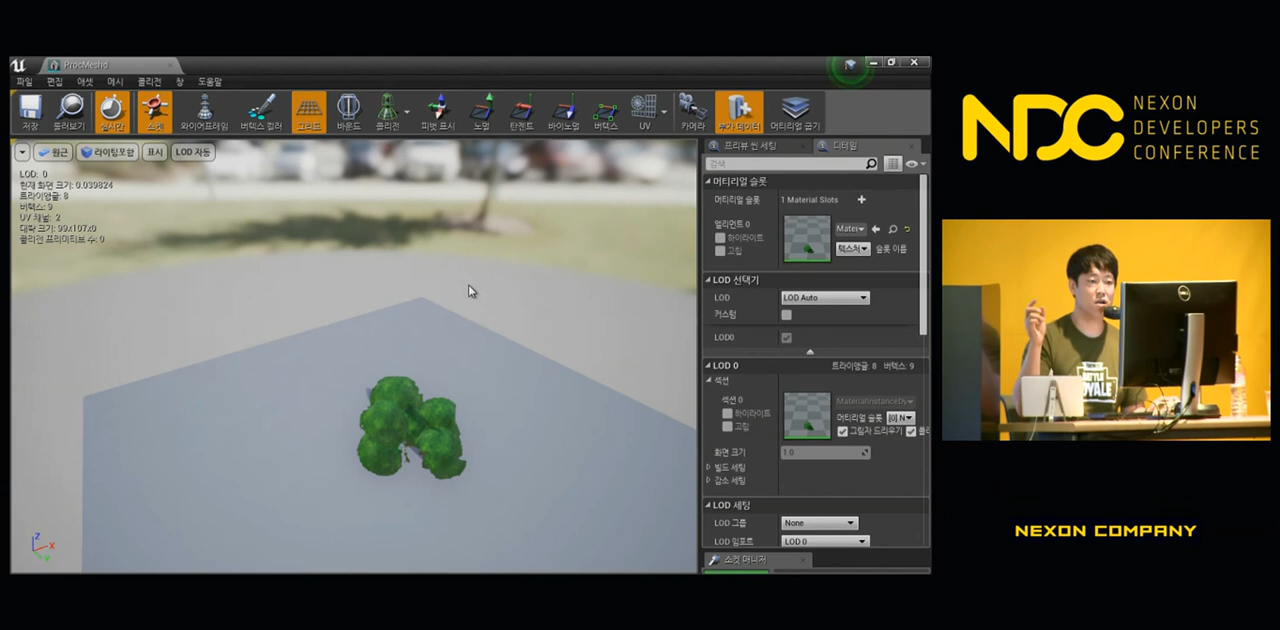 ProcMeshd
파일 편집 애셋 메시 콜리전 창 도움말
저장 둘러보기 실시간 소켓 와이어프레임 버텍스 컬러 그리드 바운드 콜리전 피벗 표시 노멀 탄젠트 바이노멀 버텍스 UV 카메라 부가 데이터 머티리얼 굽기
원근 라이팅포함 표시 LOD 자동
LOD: 0
현재 화면 크기: 0.039824
트라이앵글: 8
버텍스: 9
UV 채널: 2
대략 크기: 99x107x0
콜리전 프리미티브 수: 0
Z
X
Y
프리뷰 씬 세팅 디테일
검색
머티리얼 슬롯
머티리얼 슬롯 1 Material Slots
엘리먼트 0
하이라이트
고립
Mater
텍스처 슬롯 이름
LOD 선택기
LOD LOD Auto
커스텀
LOD0
LOD 0 트라이앵글: 8 버텍스: 9
섹션
섹션 0
하이라이트
고립
MaterialInstanceDy
머티리얼 슬롯 [0] N
그림자 드리우기 콜리
화면 크기 1.0
빌드 세팅
감소 세팅
LOD 세팅
LOD 그룹 None
LOD 임포트 LOD 0
소켓 매니저
NDC
NEXON
DEVELOPERS
CONFERENCE
BATTLE
ROYALE
NEXON COMPANY